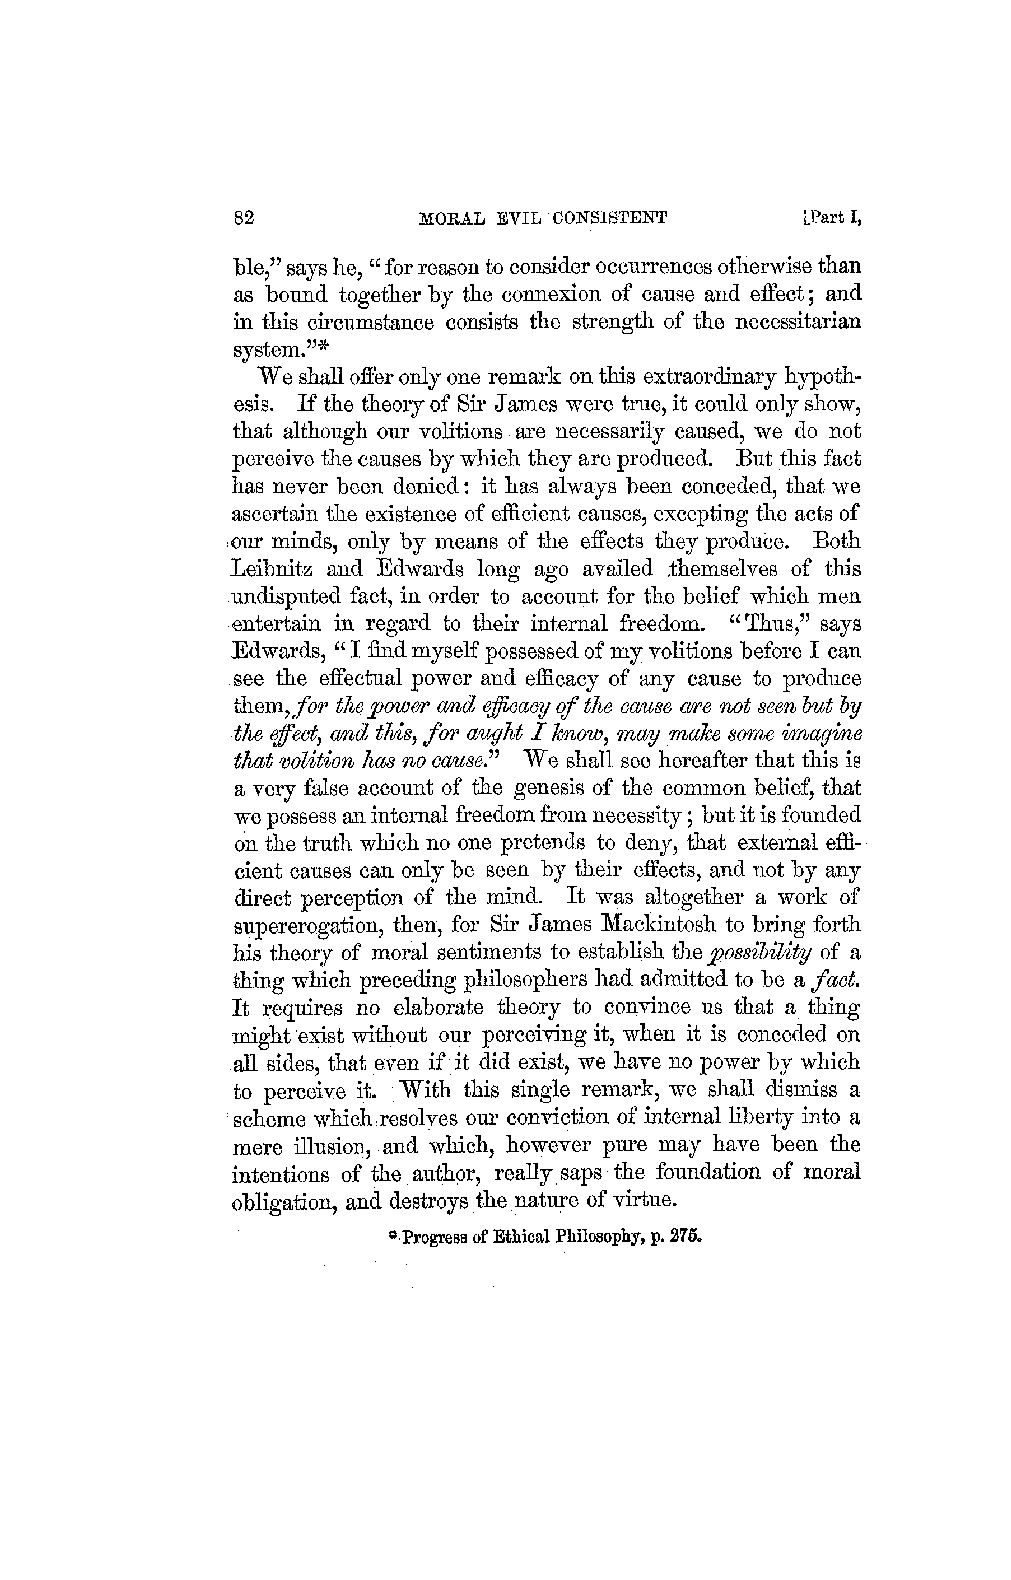 82 MORAL EVIL CONSISTENT [Part I,
ble," says he, "for reason to consider occurrences otherwise than
as bound together by the connexion of cause and effect; and
in this circumstance consists the strength of the necessitarian
system."*
We shall offer only one remark on this extraordinary hypoth-
esis. If the theory of Sir James were true, it could only show,
that although our volitions are necessarily caused, we do not
perceive the causes by which they are produced. But this fact
has never been denied: it has always been conceded, that we
ascertain the existence of efficient causes, excepting the acts of
our minds, only by means of the effects they produce. Both
Leibnitz and Edwards long ago availed themselves of this
undisputed fact, in order to account for the belief which men
entertain in regard to their internal freedom. "Thus," says
Edwards, "I find myself possessed of my volitions before I can
see the effectual power and efficacy of any cause to produce
them, for the power and efficacy of the cause are not seen but by
the effect, and this, for aught I know, may make some imagine
that volition has no cause." We shall see hereafter that this is
a very false account of the genesis of the common belief, that
we possess an internal freedom from necessity; but it is founded
on the truth which no one pretends to deny, that external effi-
cient causes can only be seen by their effects, and not by any
direct perception of the mind. It was altogether a work of
supererogation, then, for Sir James Mackintosh to bring forth
his theory of moral sentiments to establish the possibility of a
thing which preceding philosophers had admitted to be a fact.
It requires no elaborate theory to convince us that a thing
might exist without our perceiving it, when it is conceded on
all sides, that even if it did exist, we have no power by which
to perceive it. With this single remark, we shall dismiss a
scheme which resolves our conviction of internal liberty into a
mere illusion, and which, however pure may have been the
intentions of the author, really saps the foundation of moral
obligation, and destroys the nature of virtue.
* Progress of Ethical Philosophy, p. 275.